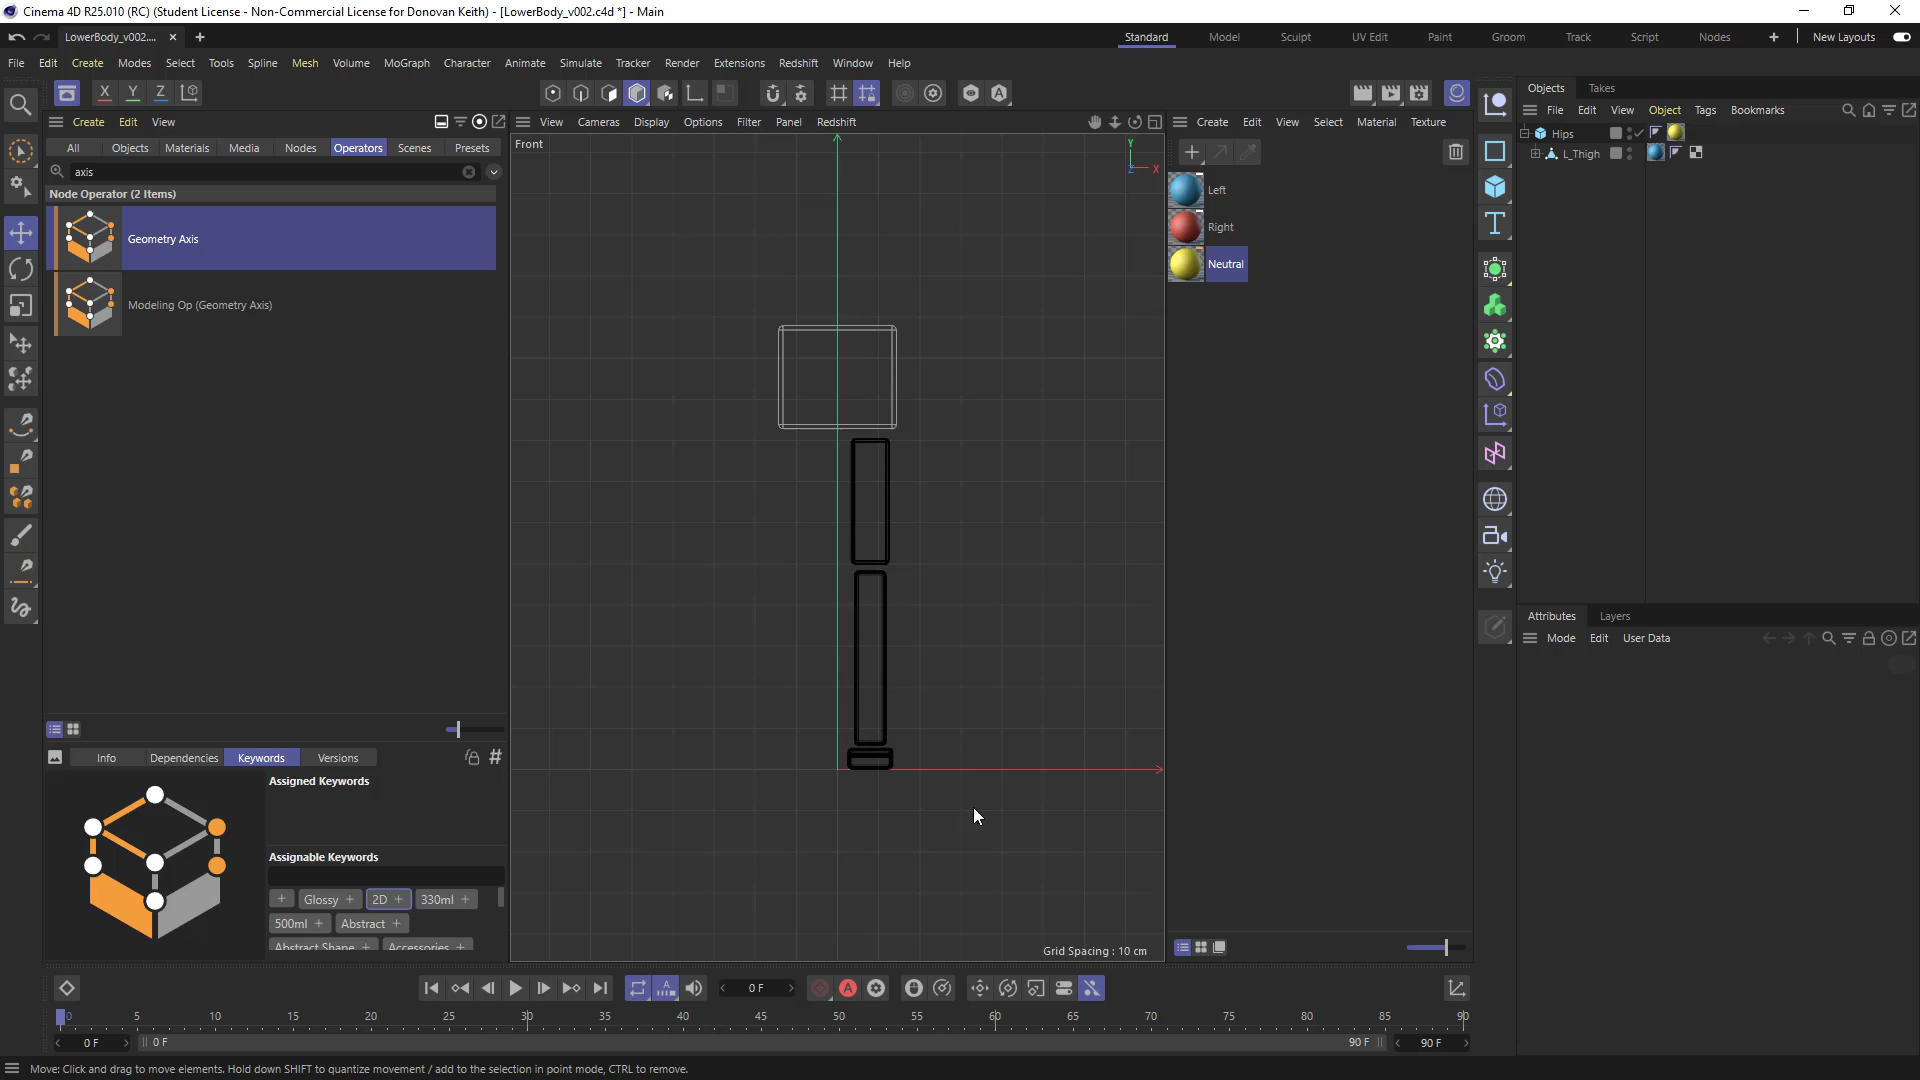 Cinema 4D R25.010 (RC) (Student License - Non-Commercial License for Donovan Keith) - [LowerBody_v002.c4d *] - Main
LowerBody_v002....
Standard Model Sculpt UV Edit Paint Groom Track Script Nodes New Layouts
File Edit Create Modes Select Tools Spline Mesh Volume MoGraph Character Animate Simulate Tracker Render Extensions Redshift Window Help
X Y Z
Objects Takes
File Edit View Object Tags Bookmarks
Create Edit View
View Cameras Display Options Filter Panel Redshift
Create Edit View Select Material Texture
Hips
L_Thigh
All Objects Materials Media Nodes Operators Scenes Presets
Front
Y
X
Z
axis
Node Operator (2 Items)
Geometry Axis
Modeling Op (Geometry Axis)
Left
Right
Neutral
Attributes Layers
Mode Edit User Data
Info Dependencies Keywords Versions
Assigned Keywords
Assignable Keywords
+ Glossy + 2D + 330ml +
500ml + Abstract +
Abstract Shape + Accessories +
Grid Spacing : 10 cm
0 F
0 5 10 15 20 25 30 35 40 45 50 55 60 65 70 75 80 85 90
0 F 0 F 90 F 90 F
Move: Click and drag to move elements. Hold down SHIFT to quantize movement / add to the selection in point mode, CTRL to remove.